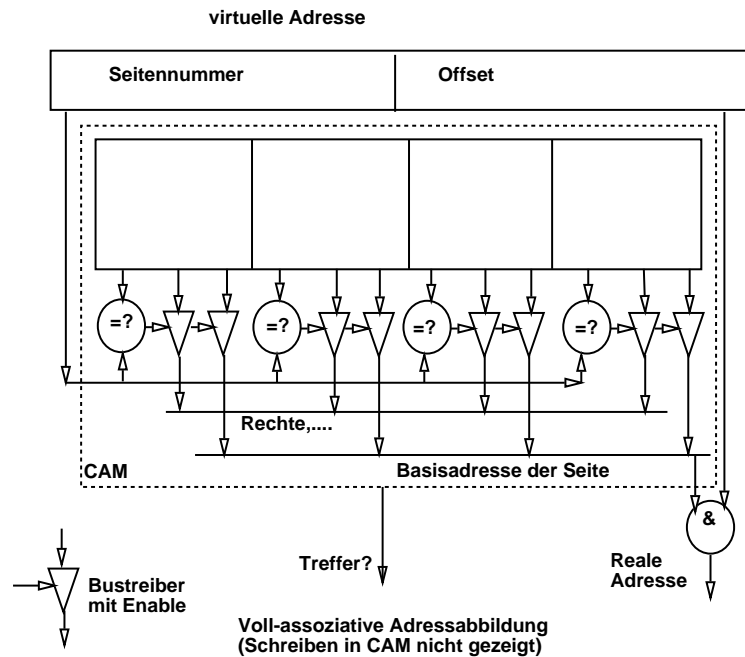 virtuelle Adresse
Seitennummer
Offset
=?
=?
=?
=?
Rechte,....
CAM
Basisadresse der Seite
&
Treffer?
Reale
Adresse
Bustreiber
mit Enable
Voll-assoziative Adressabbildung
(Schreiben in CAM nicht gezeigt)